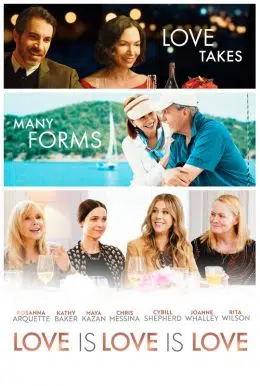 LOVE
TAKES
MANY
FORMS
ROSANNA KATHY MAYA CHRIS CYBILL JOANNE RITA
ARQUETTE BAKER KAZAN MESSINA SHEPHERD WHALLEY WILSON
LOVE IS LOVE IS LOVE